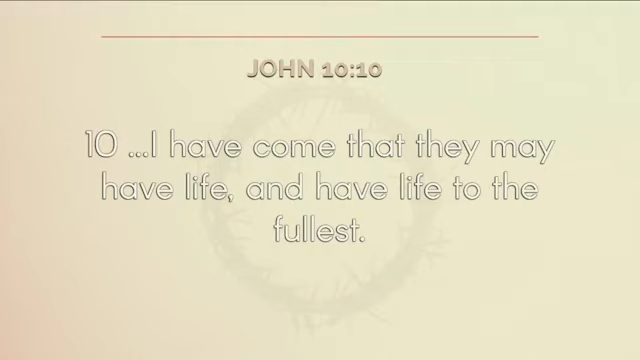 JOHN 10:10
10 ...I have come that they may
have life, and have life to the
fullest.